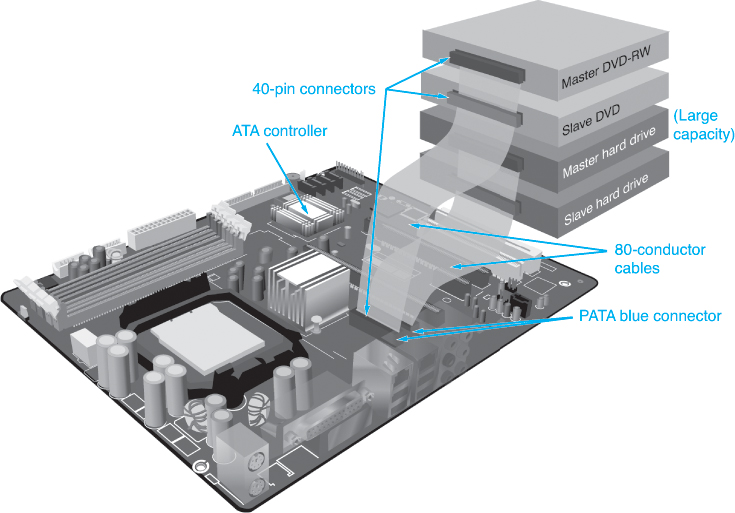 Master DVD-RW
40-pin connectors
Slave DVD
(Large
capacity)
ATA controller
Master hard drive
Slave hard drive
80-conductor
cables
PATA blue connector